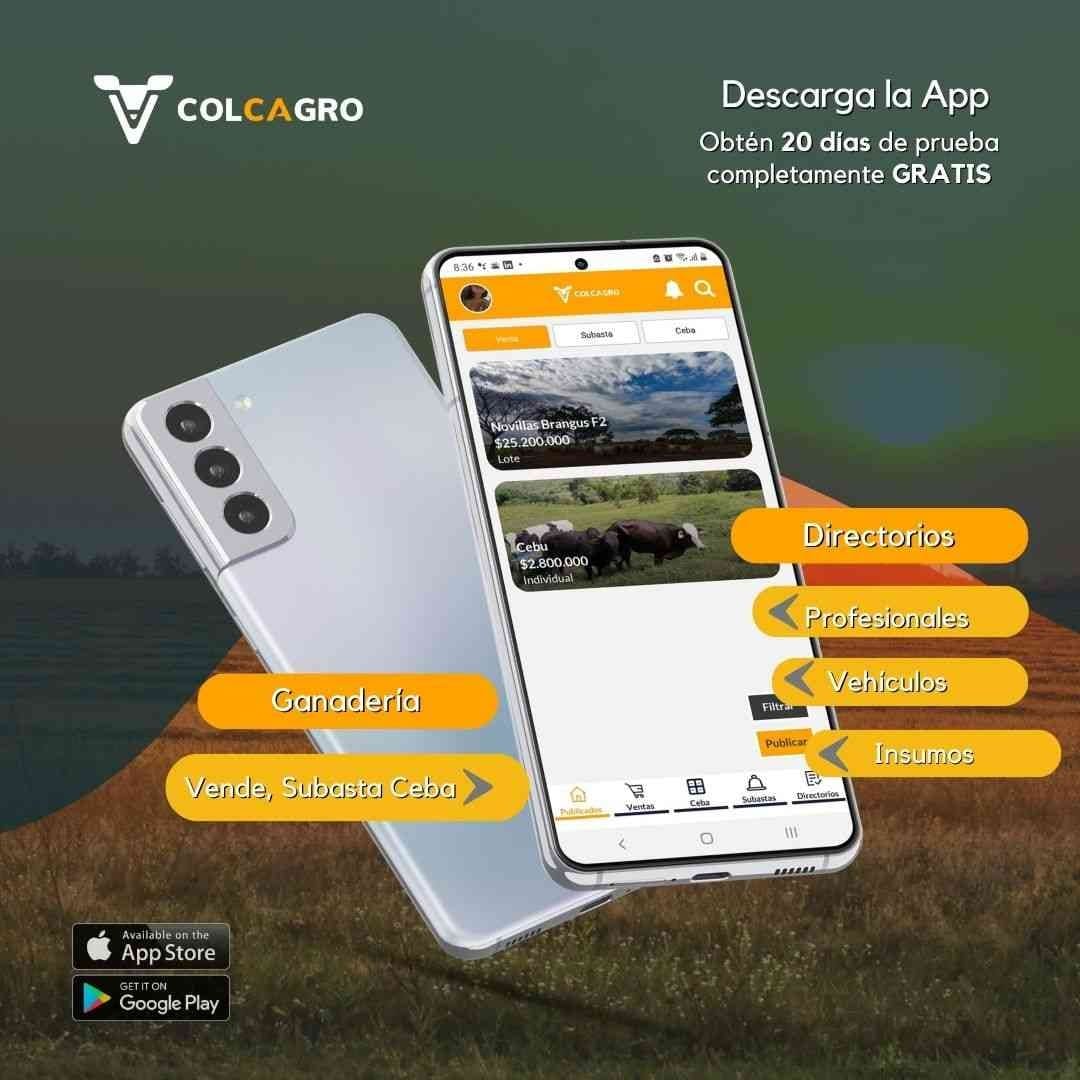 COLCAGRO
Descarga la App
Obtén 20 días de prueba
completamente GRATIS
8:36
COLCAGRO
Venta
Subasta
Ceba
Novillas Brangus F2
$25.200.000
Lote
Cebu
$2.800.000
Individual
Directorios
Profesionales
Vehículos
Insumos
Ganadería
Vende, Subasta Ceba
Filtrar
Publicar
Publicados
Ventas
Ceba
Subastas
Directorios
Available on the
App Store
GET IT ON
Google Play